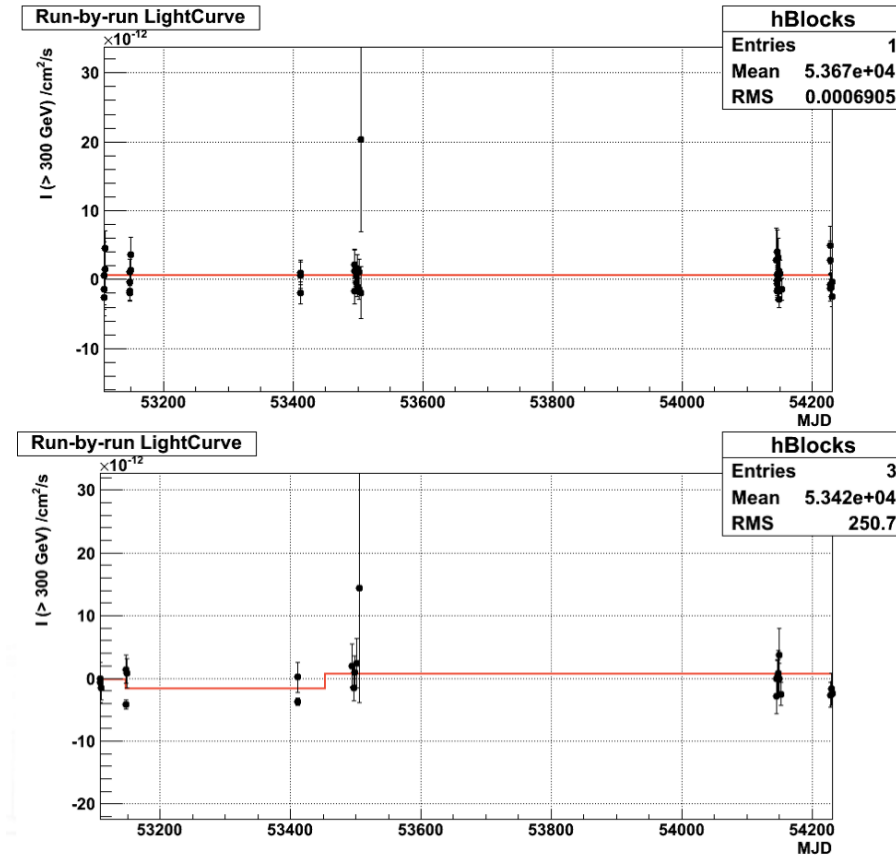 Run-by-run LightCurve
×10⁻¹²
hBlocks
Entries 1
Mean 5.367e+04
RMS 0.0006905
I (> 300 GeV) /cm²/s
30
20
10
0
-10
53200 53400 53600 53800 54000 54200
MJD
Run-by-run LightCurve
×10⁻¹²
hBlocks
Entries 3
Mean 5.342e+04
RMS 250.7
I (> 300 GeV) /cm²/s
30
20
10
0
-10
-20
53200 53400 53600 53800 54000 54200
MJD